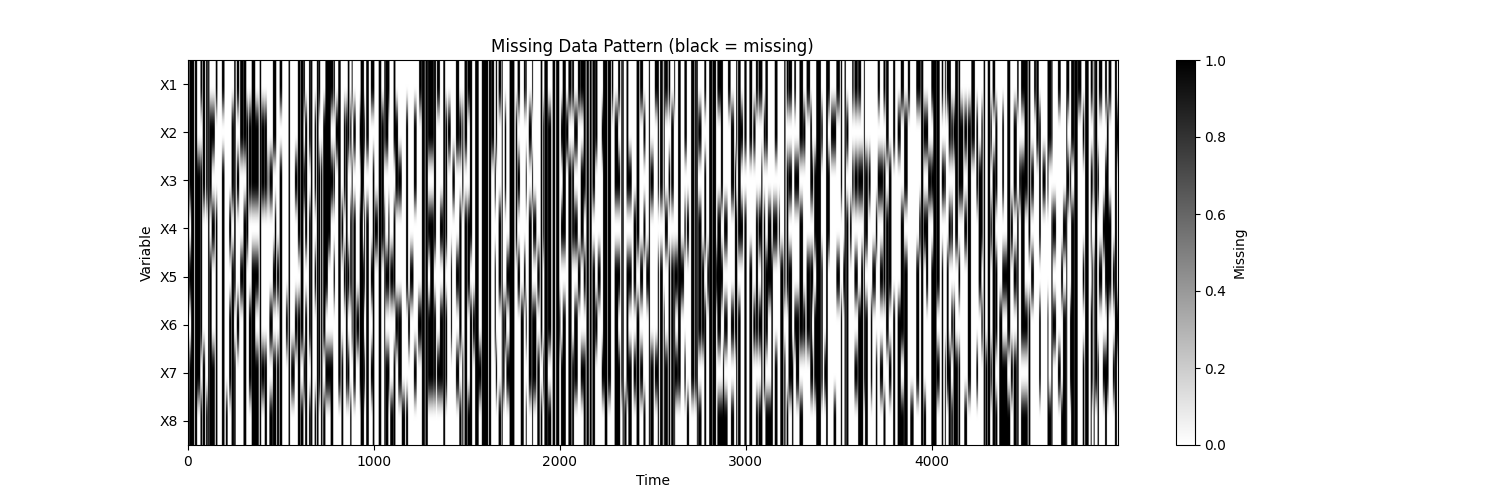 Missing Data Pattern (black = missing)
X1
X2
X3
X4
X5
X6
X7
X8
Variable
0
1000
2000
3000
4000
Time
1.0
0.8
0.6
0.4
0.2
0.0
Missing